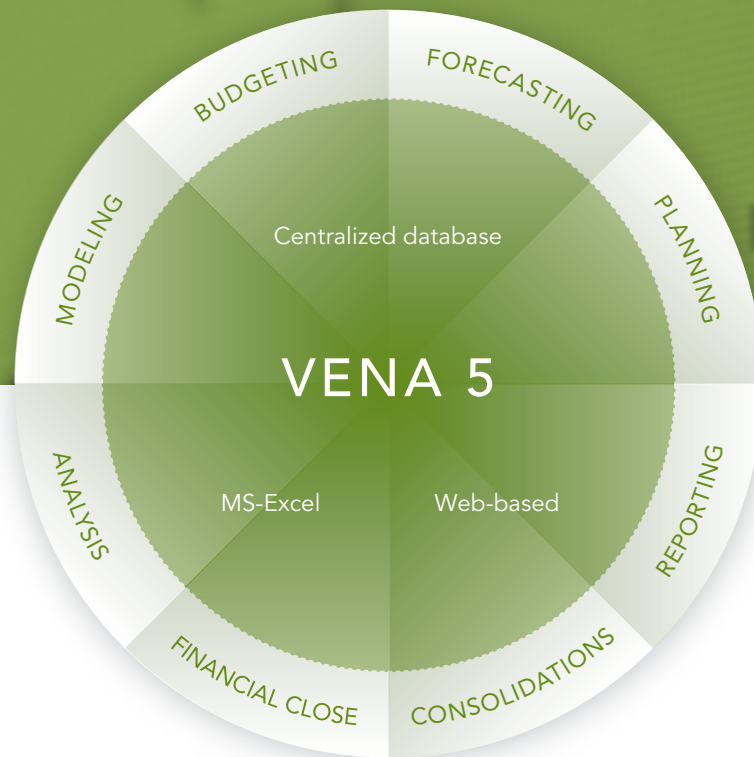 BUDGETING
FORECASTING
PLANNING
REPORTING
CONSOLIDATIONS
FINANCIAL CLOSE
ANALYSIS
MODELING
Centralized database
VENA 5
MS-Excel
Web-based